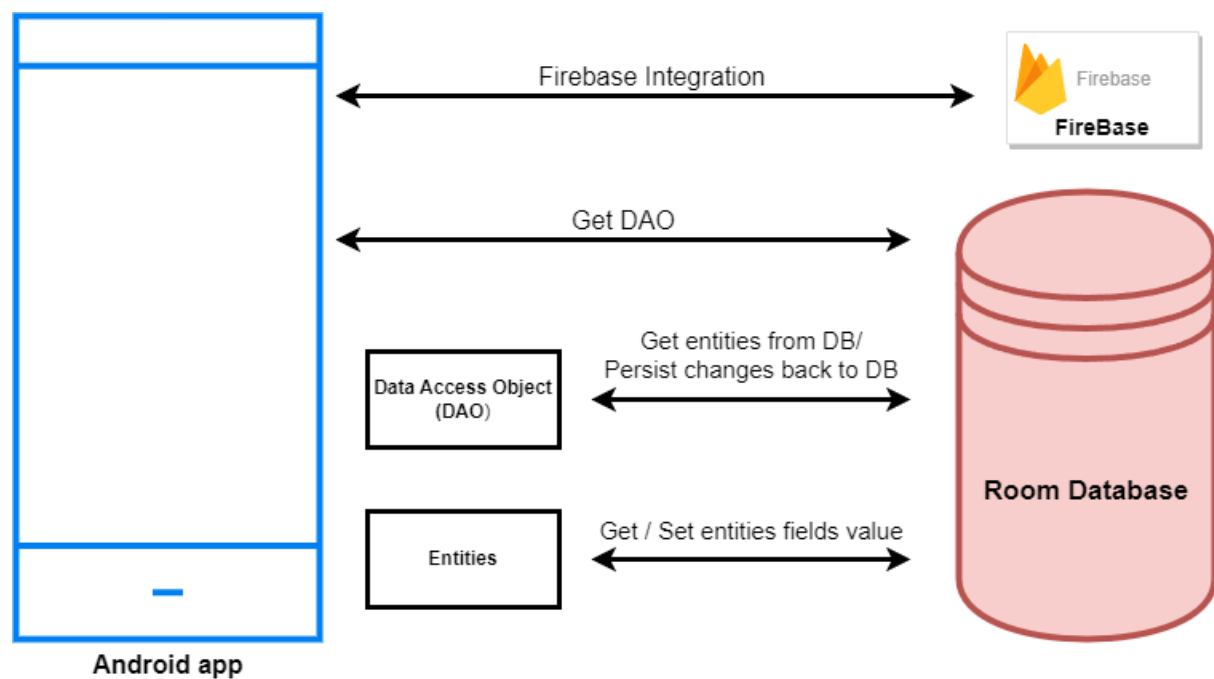 Firebase Integration
Firebase
FireBase
Get DAO
Get entities from DB/
Persist changes back to DB
Data Access Object
(DAO)
Room Database
Get / Set entities fields value
Entities
Android app